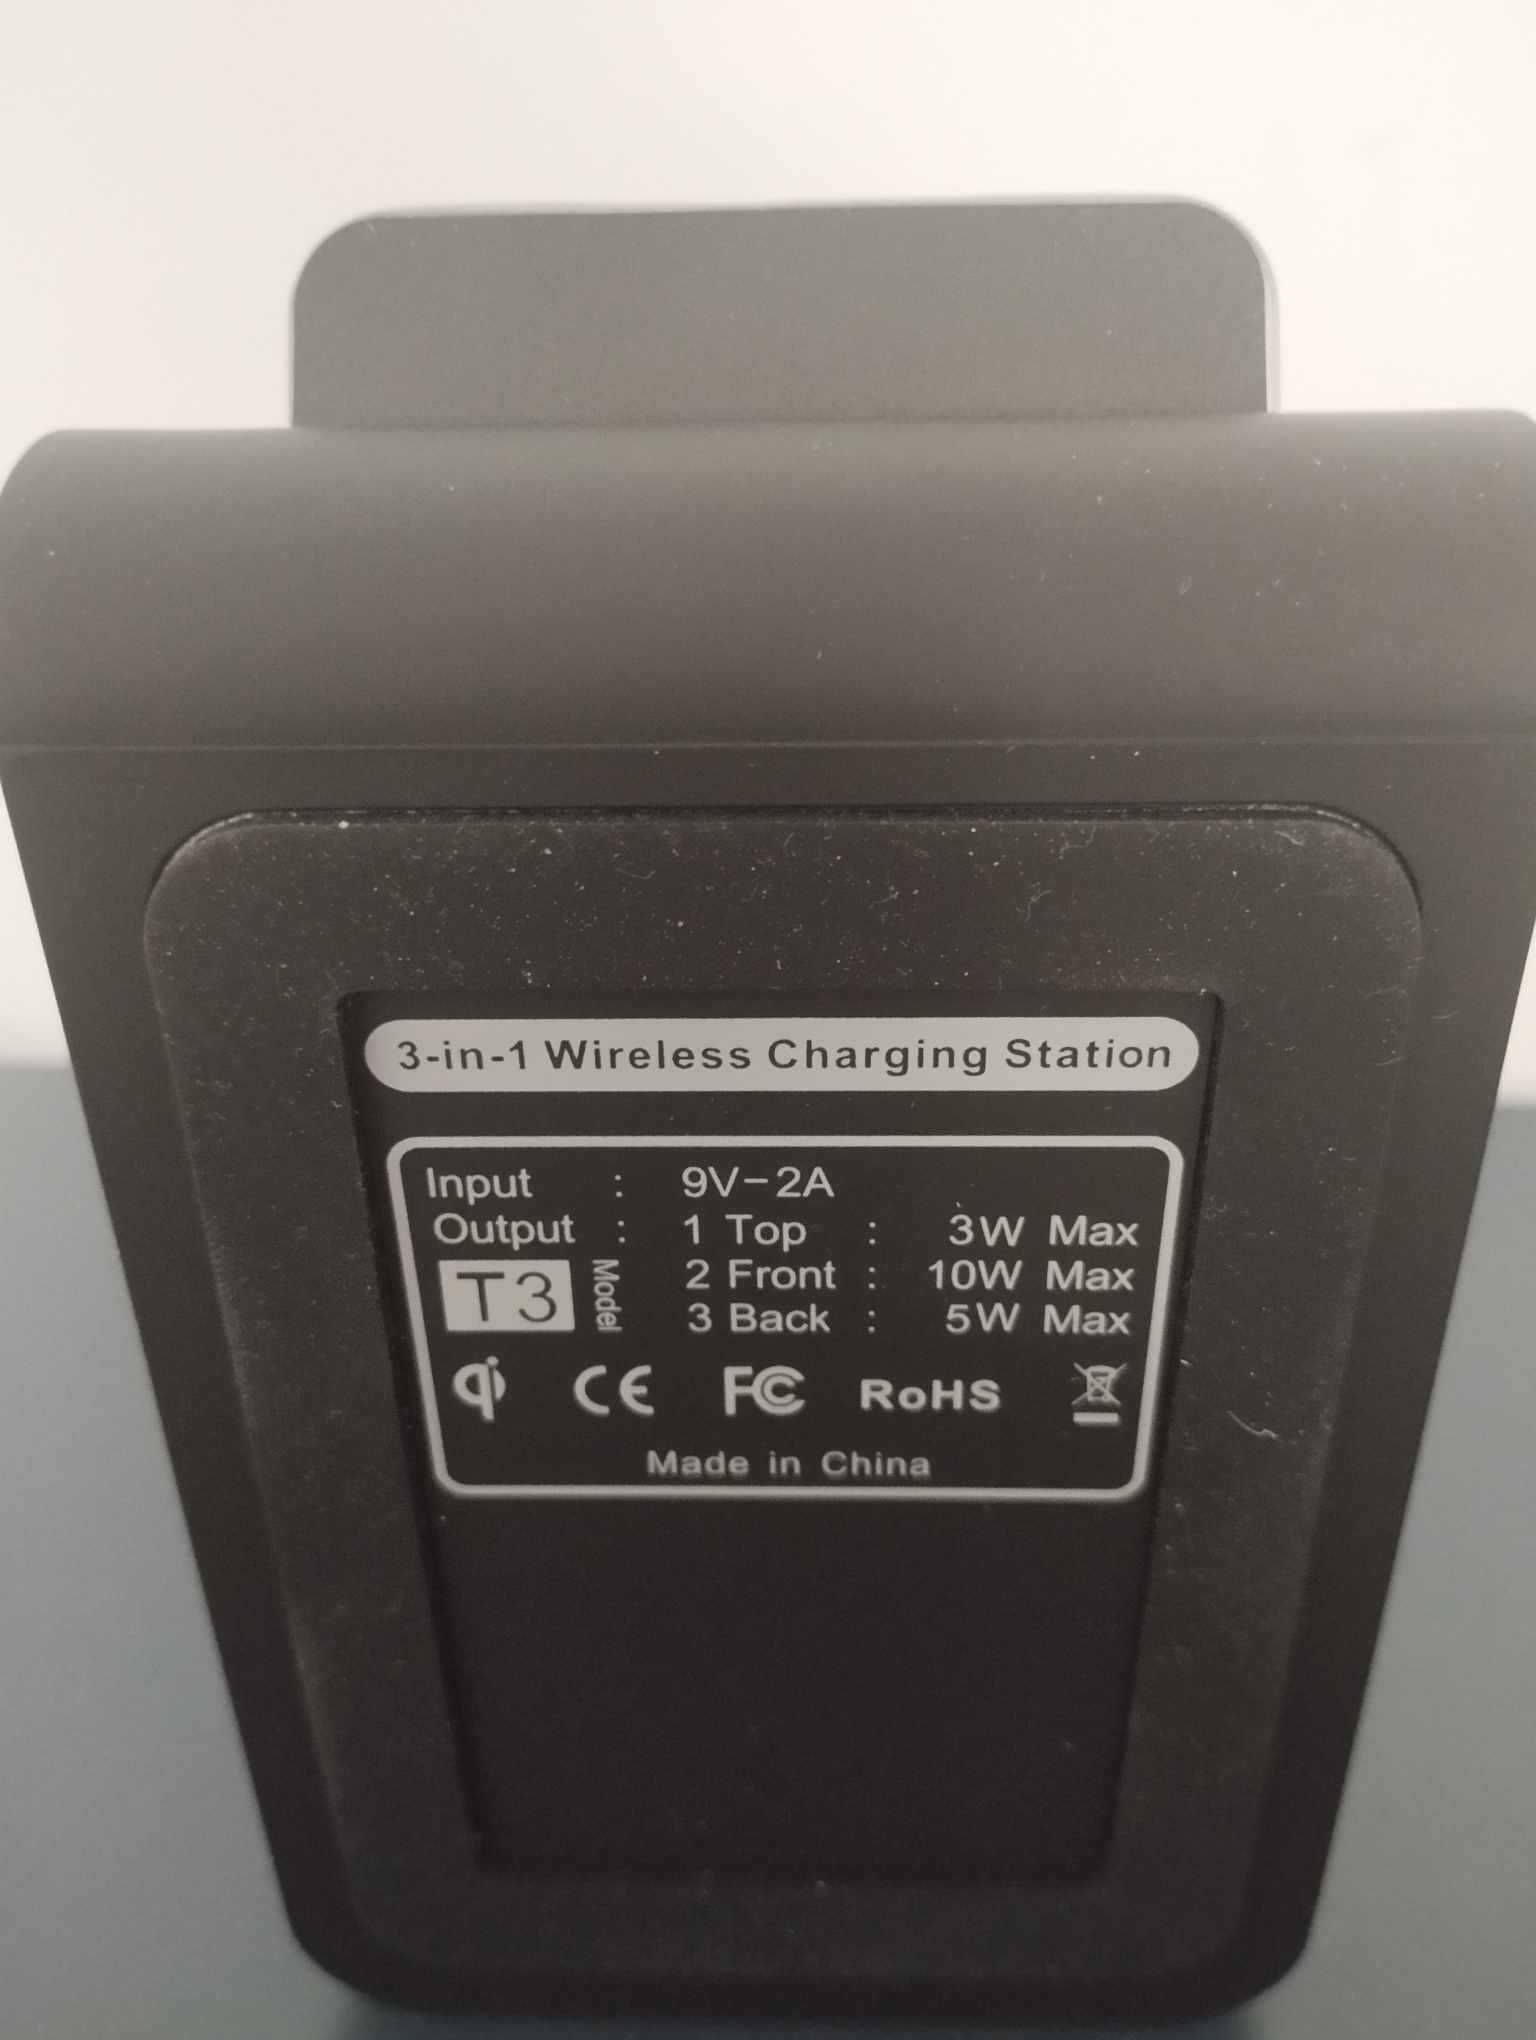 3-in-1 Wireless Charging Station
Input : 9V-2A
Output : 1 Top : 3W Max
2 Front : 10W Max
3 Back : 5W Max
T3 Model
qi CE FC RoHS
Made in China